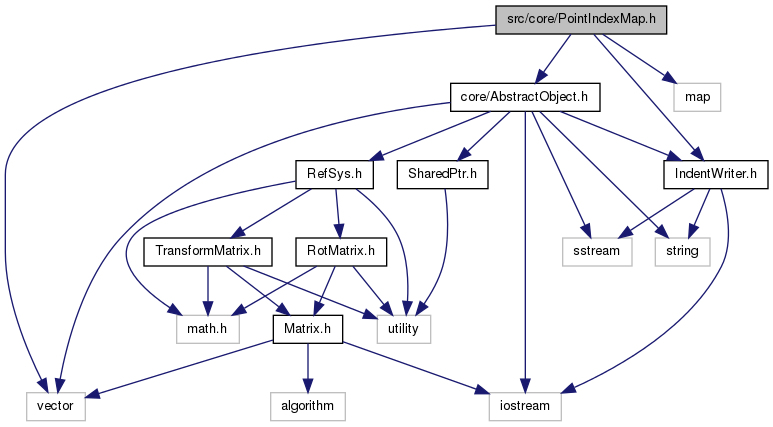 src/core/PointIndexMap.h
core/AbstractObject.h
map
RefSys.h
SharedPtr.h
IndentWriter.h
TransformMatrix.h
RotMatrix.h
sstream
string
math.h
Matrix.h
utility
vector
algorithm
iostream